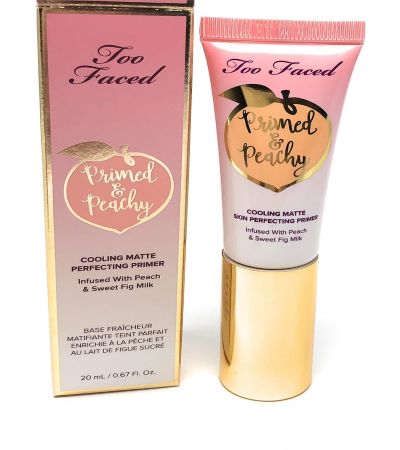 Too
Faced
Primed
&
Peachy
COOLING MATTE
PERFECTING PRIMER
Infused With Peach
& Sweet Fig Milk
BASE FRAÎCHEUR
MATIFIANTE TEINT PARFAIT
ENRICHIE À LA PÊCHE ET
AU LAIT DE FIGUE SUCRÉ
20 mL / 0.67 Fl. Oz.
Too Faced
Primed
&
Peachy
COOLING MATTE
SKIN PERFECTING PRIMER
Infused With Peach
& Sweet Fig Milk